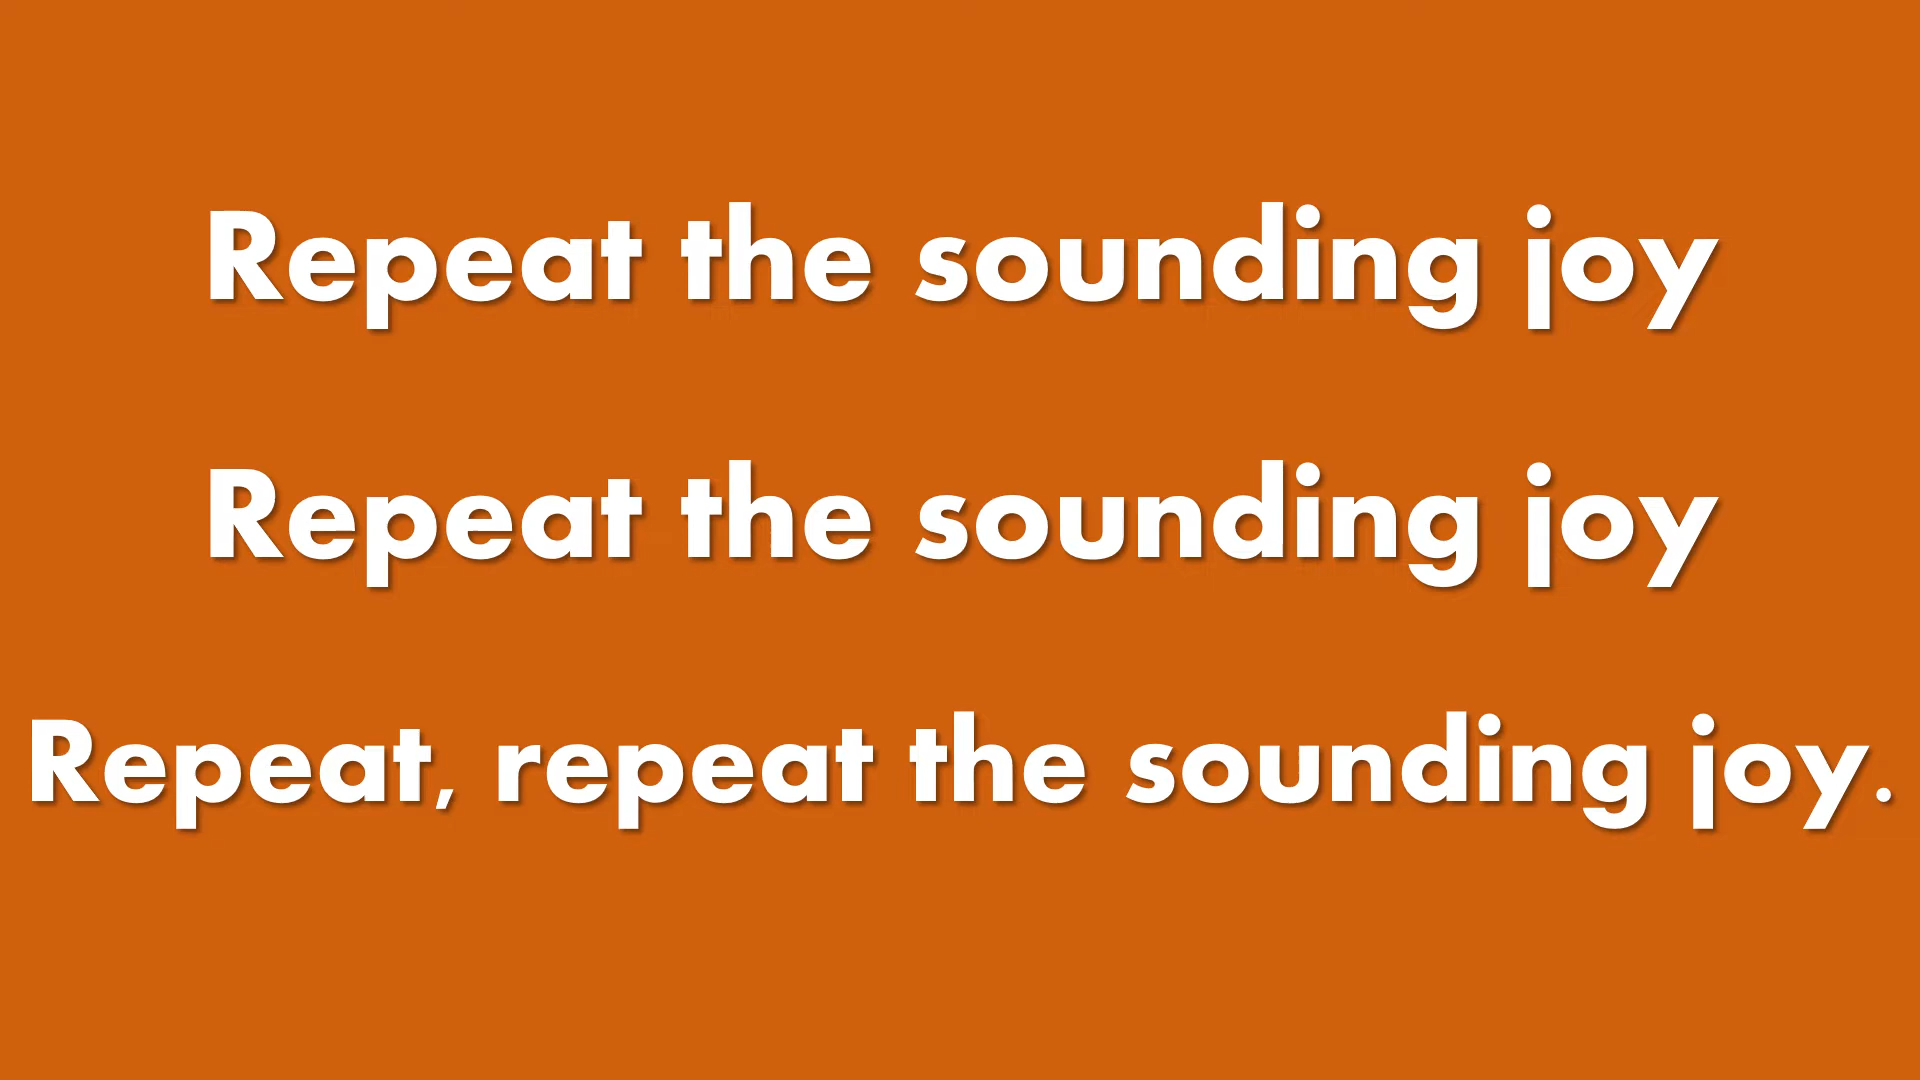 Repeat the sounding joy
Repeat the sounding joy
Repeat, repeat the sounding joy.